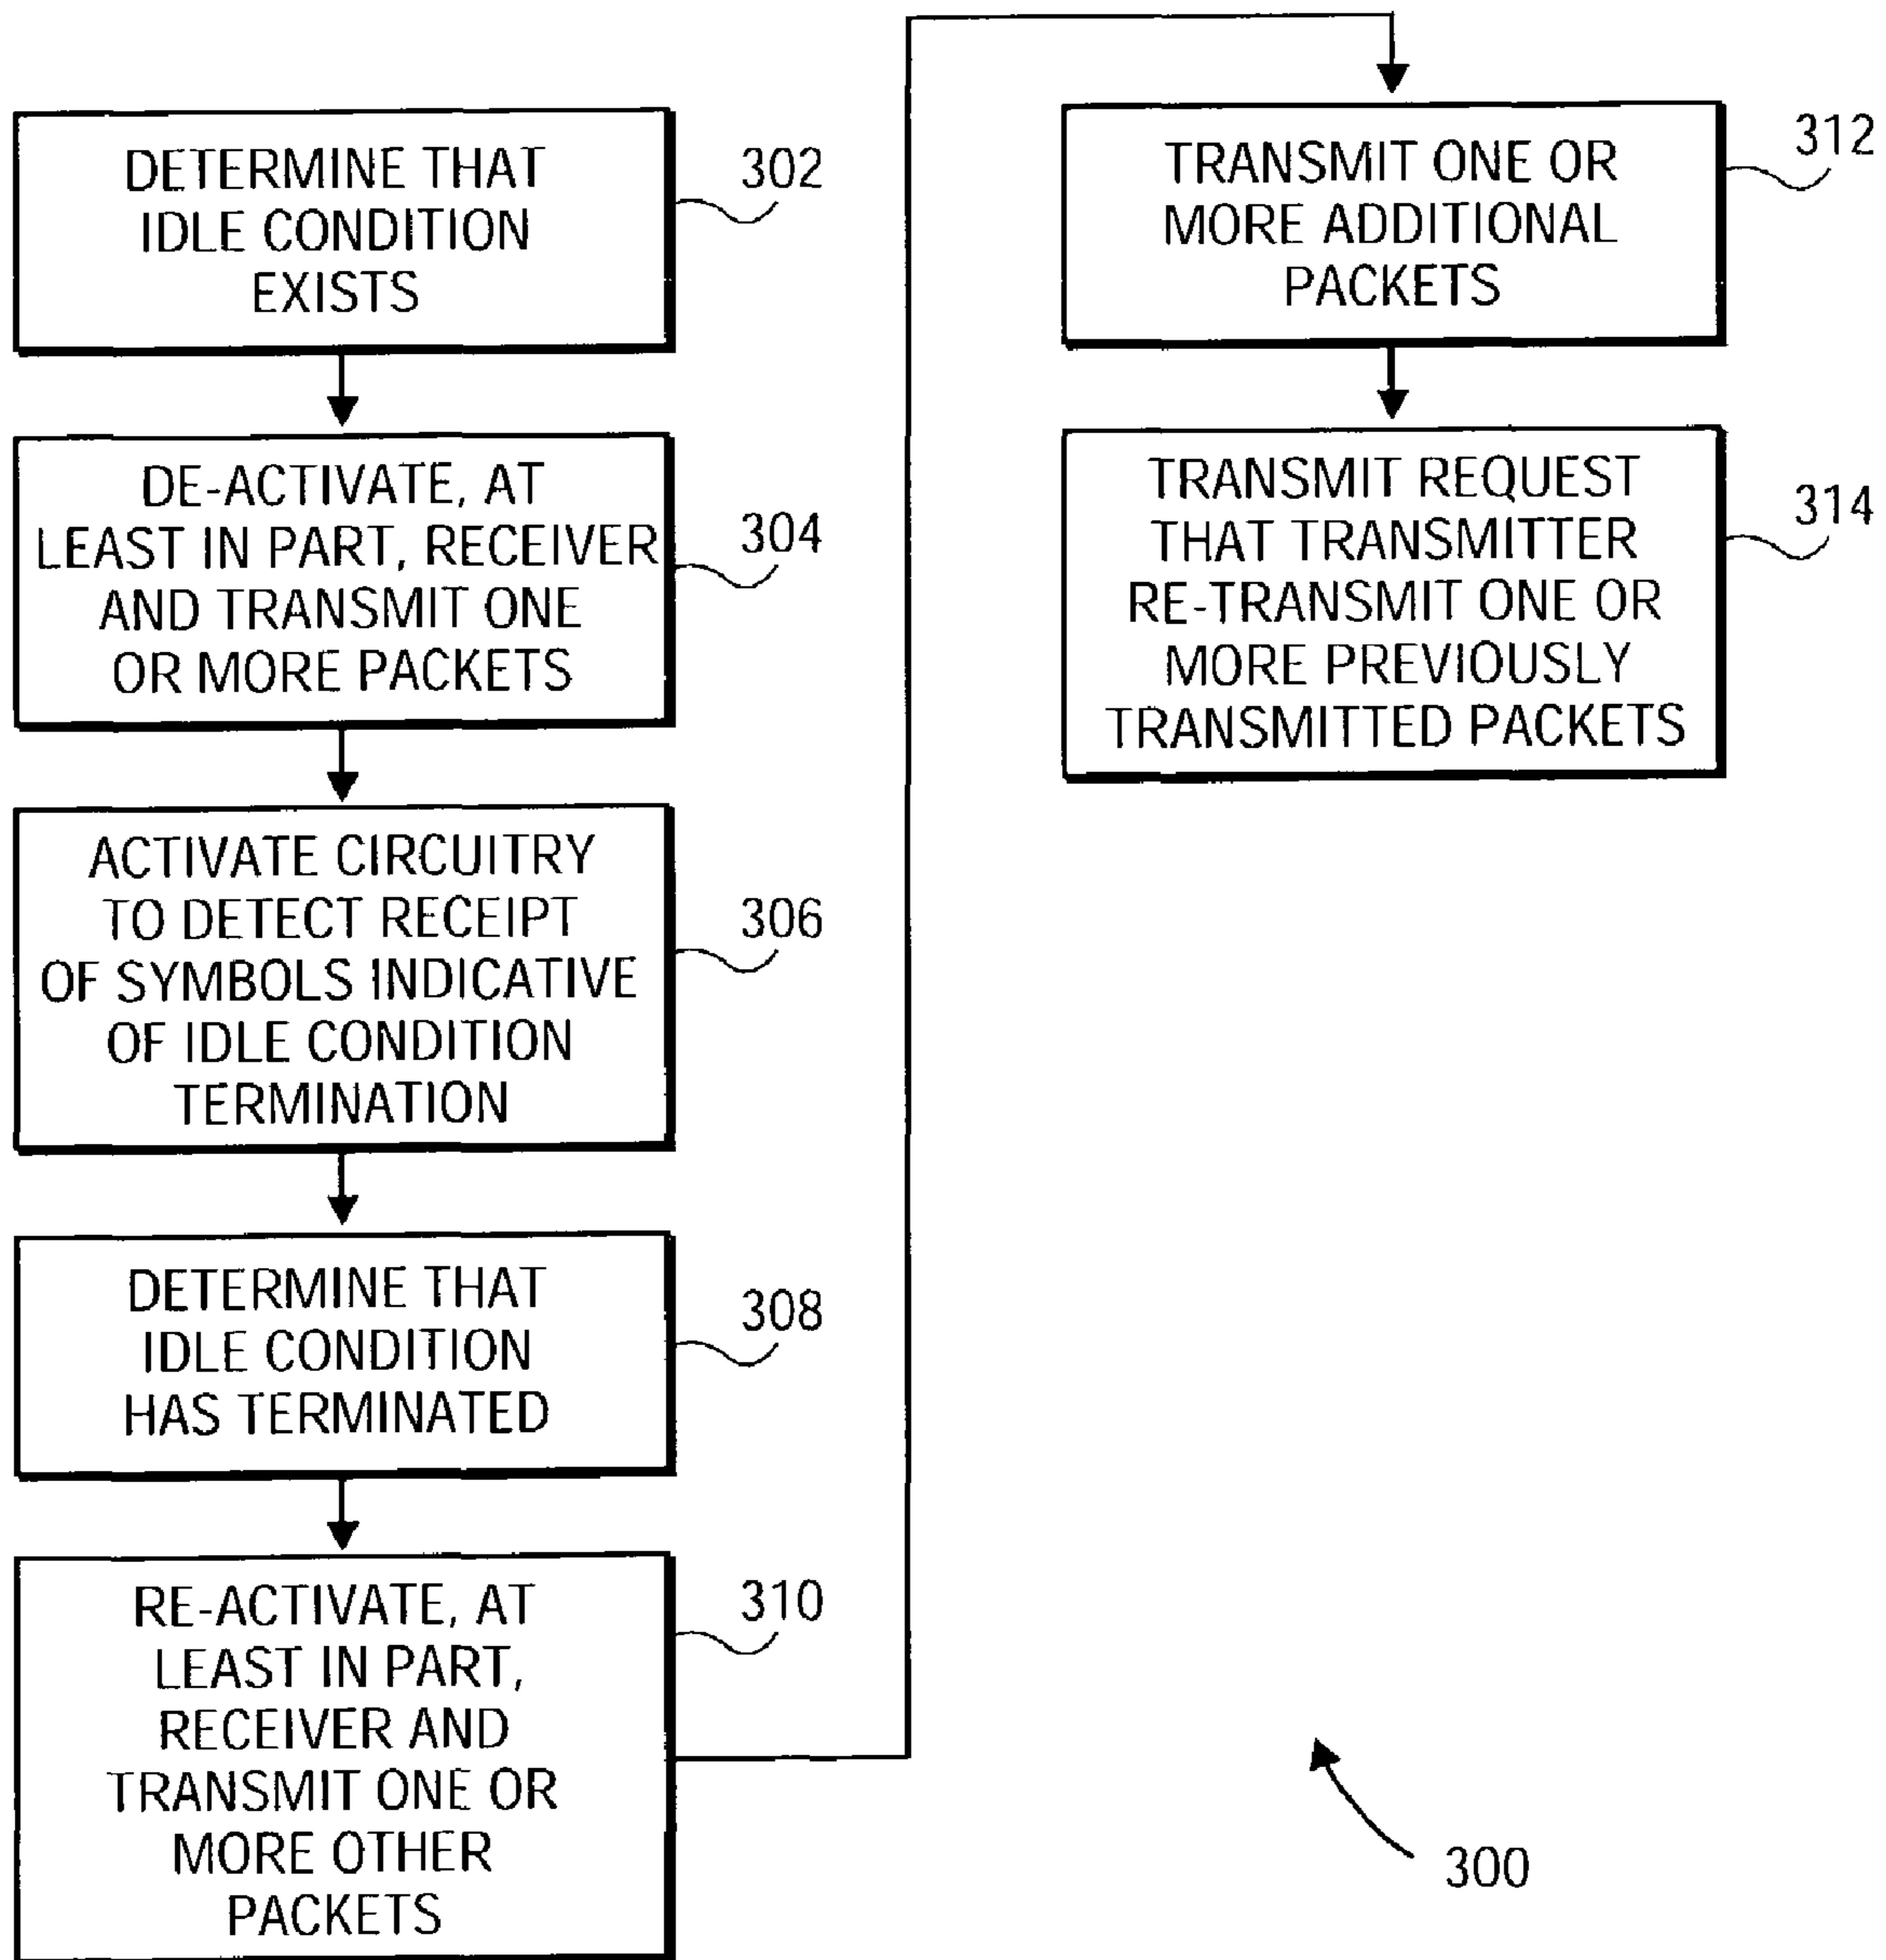 DETERMINE THAT
IDLE CONDITION
EXISTS
302
DE-ACTIVATE, AT
LEAST IN PART, RECEIVER
AND TRANSMIT ONE
OR MORE PACKETS
304
ACTIVATE CIRCUITRY
TO DETECT RECEIPT
OF SYMBOLS INDICATIVE
OF IDLE CONDITION
TERMINATION
306
DETERMINE THAT
IDLE CONDITION
HAS TERMINATED
308
RE-ACTIVATE, AT
LEAST IN PART,
RECEIVER AND
TRANSMIT ONE OR
MORE OTHER
PACKETS
310
TRANSMIT ONE OR
MORE ADDITIONAL
PACKETS
312
TRANSMIT REQUEST
THAT TRANSMITTER
RE-TRANSMIT ONE OR
MORE PREVIOUSLY
TRANSMITTED PACKETS
314
300